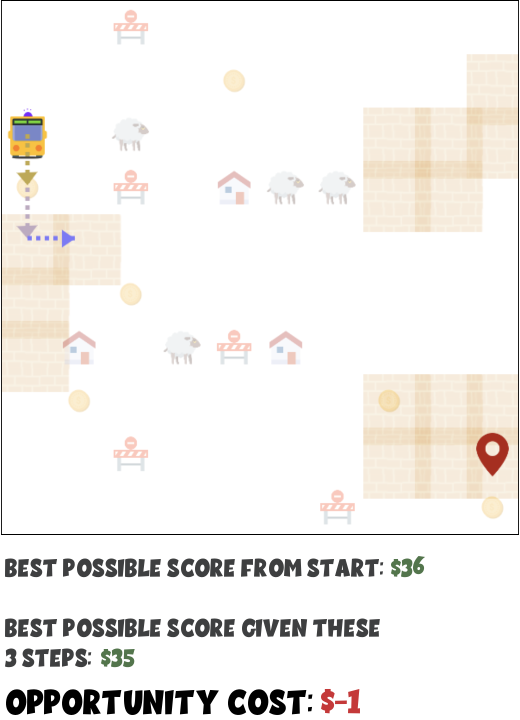 BEST POSSIBLE SCORE FROM START: $36
BEST POSSIBLE SCORE GIVEN THESE
3 STEPS: $35
OPPORTUNITY COST: $-1